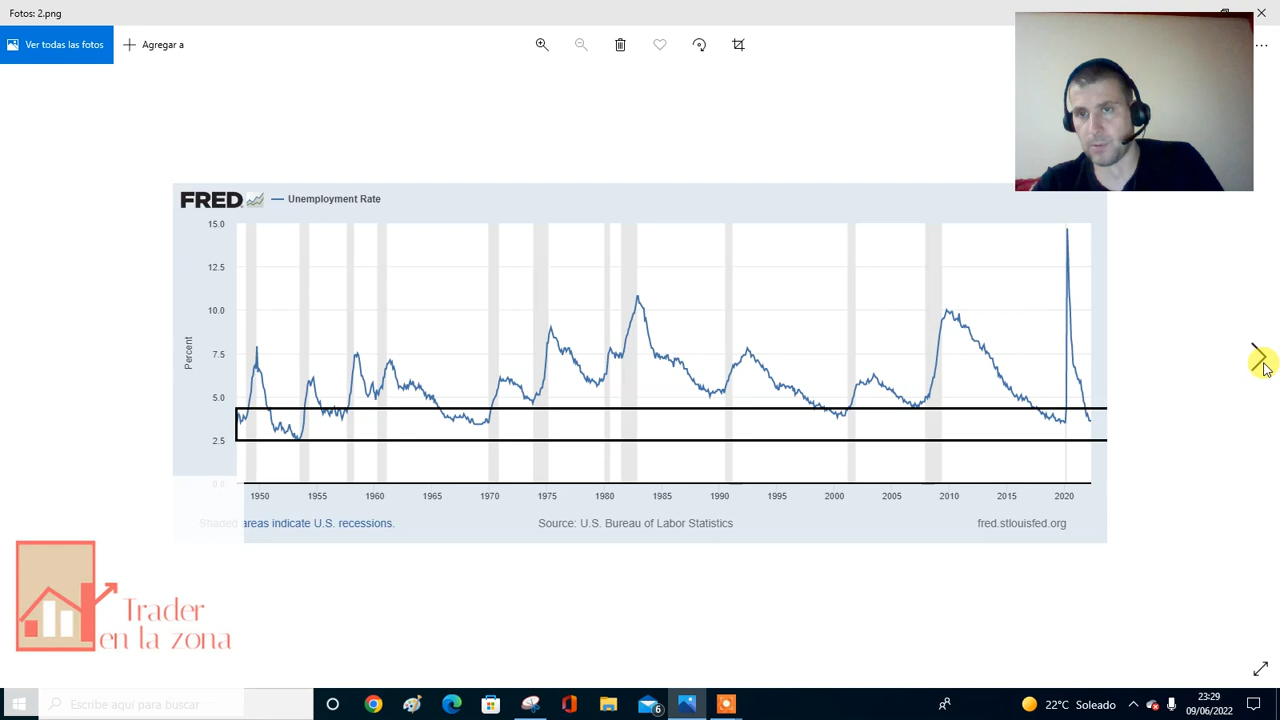 Fotos: 2.png
Ver todas las fotos
Agregar a
FRED
Unemployment Rate
15.0
12.5
10.0
7.5
5.0
2.5
0.0
Percent
1950 1955 1960 1965 1970 1975 1980 1985 1990 1995 2000 2005 2010 2015 2020
Shaded areas indicate U.S. recessions.
Source: U.S. Bureau of Labor Statistics
fred.stlouisfed.org
Trader
en la zona
Escribe aquí para buscar
6
22°C Soleado
23:29
09/06/2022